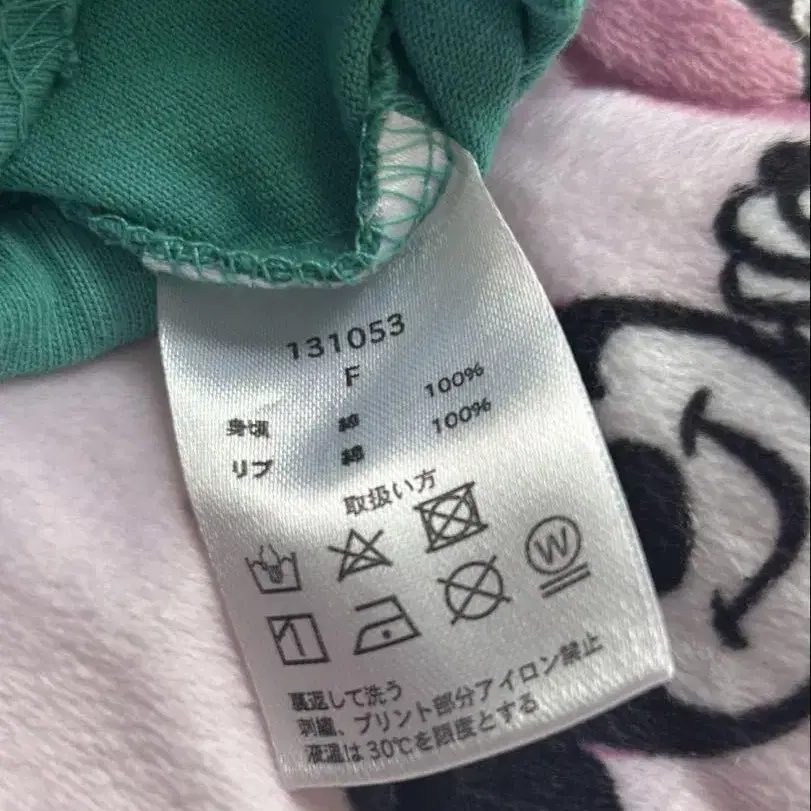 131053
F
身頃 綿 100%
リブ 綿 100%
取扱い方
W
裏返して洗う
刺繍、プリント部分アイロン禁止
液温は30℃を限度とする